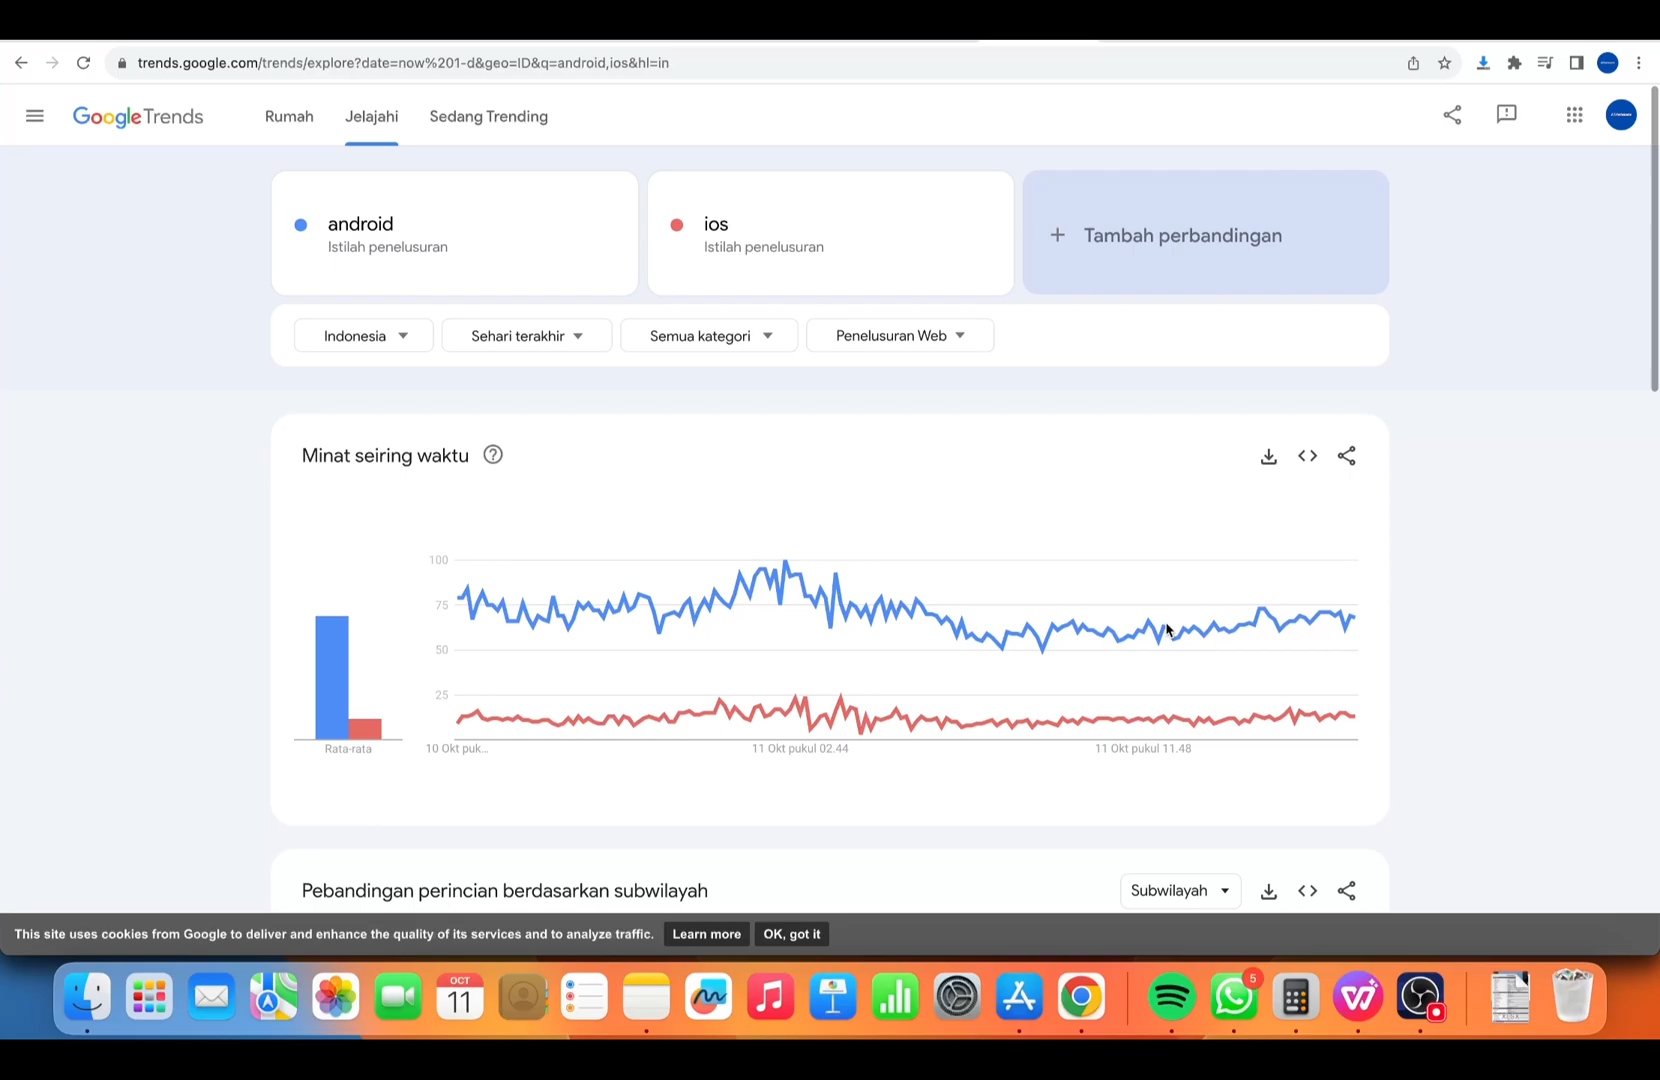 trends.google.com/trends/explore?date=now%201-d&geo=ID&q=android,ios&hl=in
Google Trends
Rumah
Jelajahi
Sedang Trending
android
Istilah penelusuran
ios
Istilah penelusuran
+ Tambah perbandingan
Indonesia
Sehari terakhir
Semua kategori
Penelusuran Web
Minat seiring waktu
100
75
50
25
Rata-rata
10 Okt puk...
11 Okt pukul 02.44
11 Okt pukul 11.48
Pebandingan perincian berdasarkan subwilayah
Subwilayah
This site uses cookies from Google to deliver and enhance the quality of its services and to analyze traffic.
Learn more
OK, got it
OCT
11
5